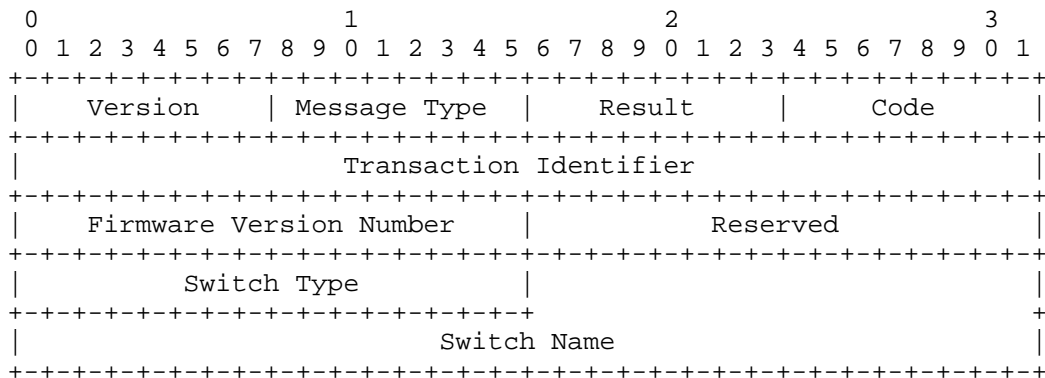 0                   1                   2                   3
 0 1 2 3 4 5 6 7 8 9 0 1 2 3 4 5 6 7 8 9 0 1 2 3 4 5 6 7 8 9 0 1
+-+-+-+-+-+-+-+-+-+-+-+-+-+-+-+-+-+-+-+-+-+-+-+-+-+-+-+-+-+-+-+-+
|    Version    | Message Type  |    Result     |     Code      |
+-+-+-+-+-+-+-+-+-+-+-+-+-+-+-+-+-+-+-+-+-+-+-+-+-+-+-+-+-+-+-+-+
|                    Transaction Identifier                     |
+-+-+-+-+-+-+-+-+-+-+-+-+-+-+-+-+-+-+-+-+-+-+-+-+-+-+-+-+-+-+-+-+
|    Firmware Version Number    |           Reserved            |
+-+-+-+-+-+-+-+-+-+-+-+-+-+-+-+-+-+-+-+-+-+-+-+-+-+-+-+-+-+-+-+-+
|          Switch Type          |                               |
+-+-+-+-+-+-+-+-+-+-+-+-+-+-+-+-+                               +
|                          Switch Name                          |
+-+-+-+-+-+-+-+-+-+-+-+-+-+-+-+-+-+-+-+-+-+-+-+-+-+-+-+-+-+-+-+-+